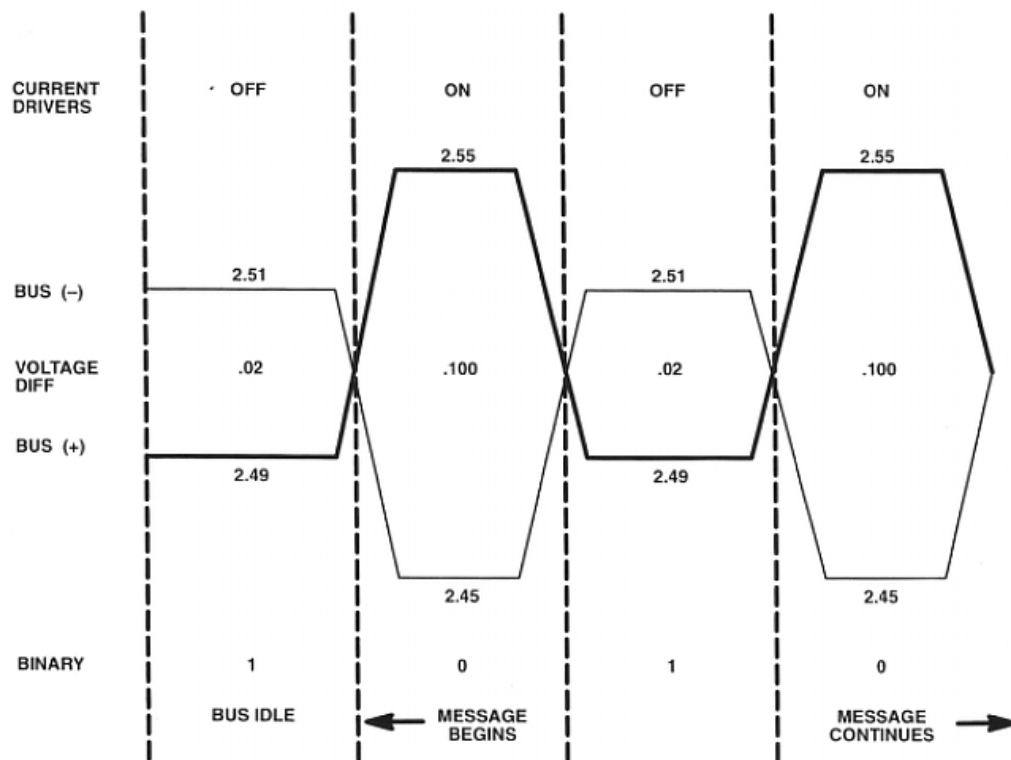 CURRENT
DRIVERS
OFF
ON
OFF
ON
2.55
2.55
BUS (–)
2.51
2.51
VOLTAGE
DIFF
.02
.100
.02
.100
BUS (+)
2.49
2.49
2.45
2.45
BINARY
1
0
1
0
BUS IDLE
MESSAGE
BEGINS
MESSAGE
CONTINUES